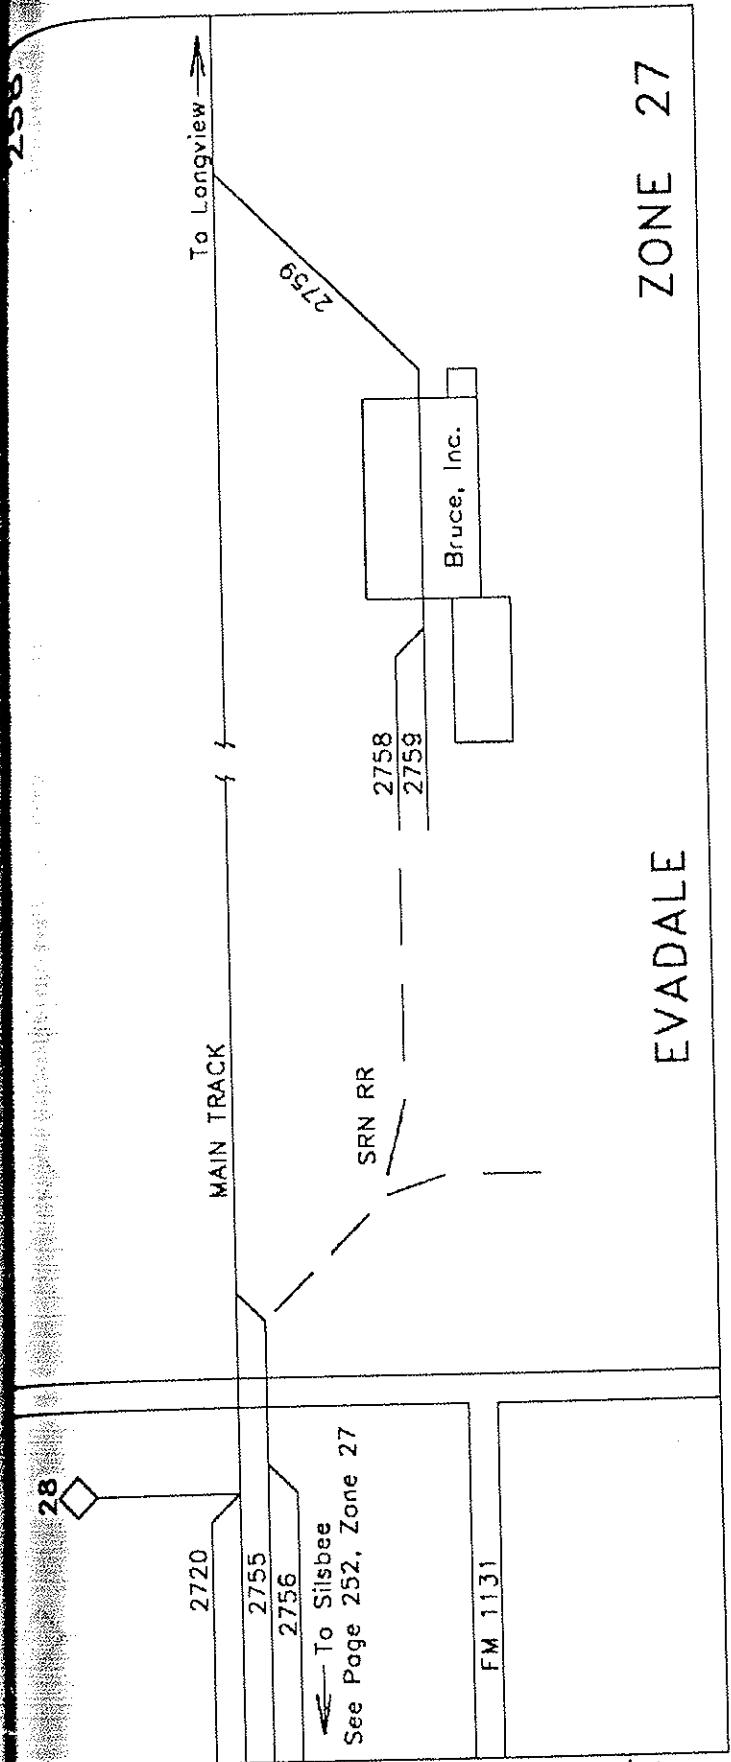 28
2720
2755
2756
To Silsbee
See Page 252, Zone 27
FM 1131
MAIN TRACK
SRN RR
2758
2759
Bruce, Inc.
2759
To Longview
EVADALE
ZONE 27